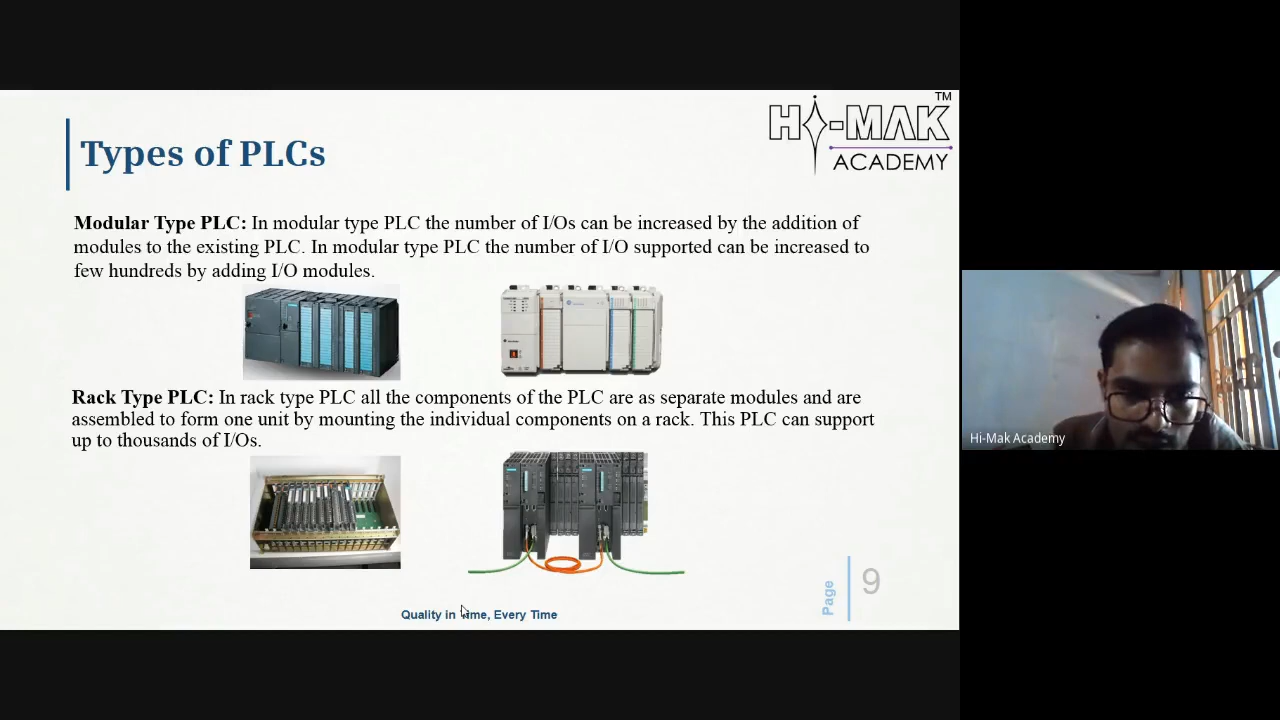 HI-MAK
TM
ACADEMY
Types of PLCs
Modular Type PLC: In modular type PLC the number of I/Os can be increased by the addition of
modules to the existing PLC. In modular type PLC the number of I/O supported can be increased to
few hundreds by adding I/O modules.
Rack Type PLC: In rack type PLC all the components of the PLC are as separate modules and are
assembled to form one unit by mounting the individual components on a rack. This PLC can support
up to thousands of I/Os.
Quality in Time, Every Time
Page
9
Hi-Mak Academy